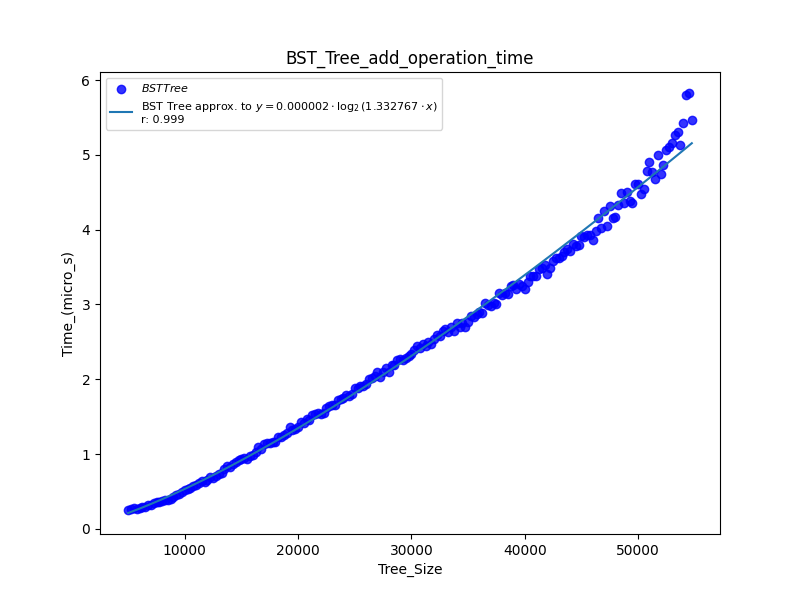 BST_Tree_add_operation_time
BSTTree
BST Tree approx. to y = 0.000002 · log₂ (1.332767 · x)
r: 0.999
6
5
4
3
2
1
0
Time_(micro_s)
10000 20000 30000 40000 50000
Tree_Size